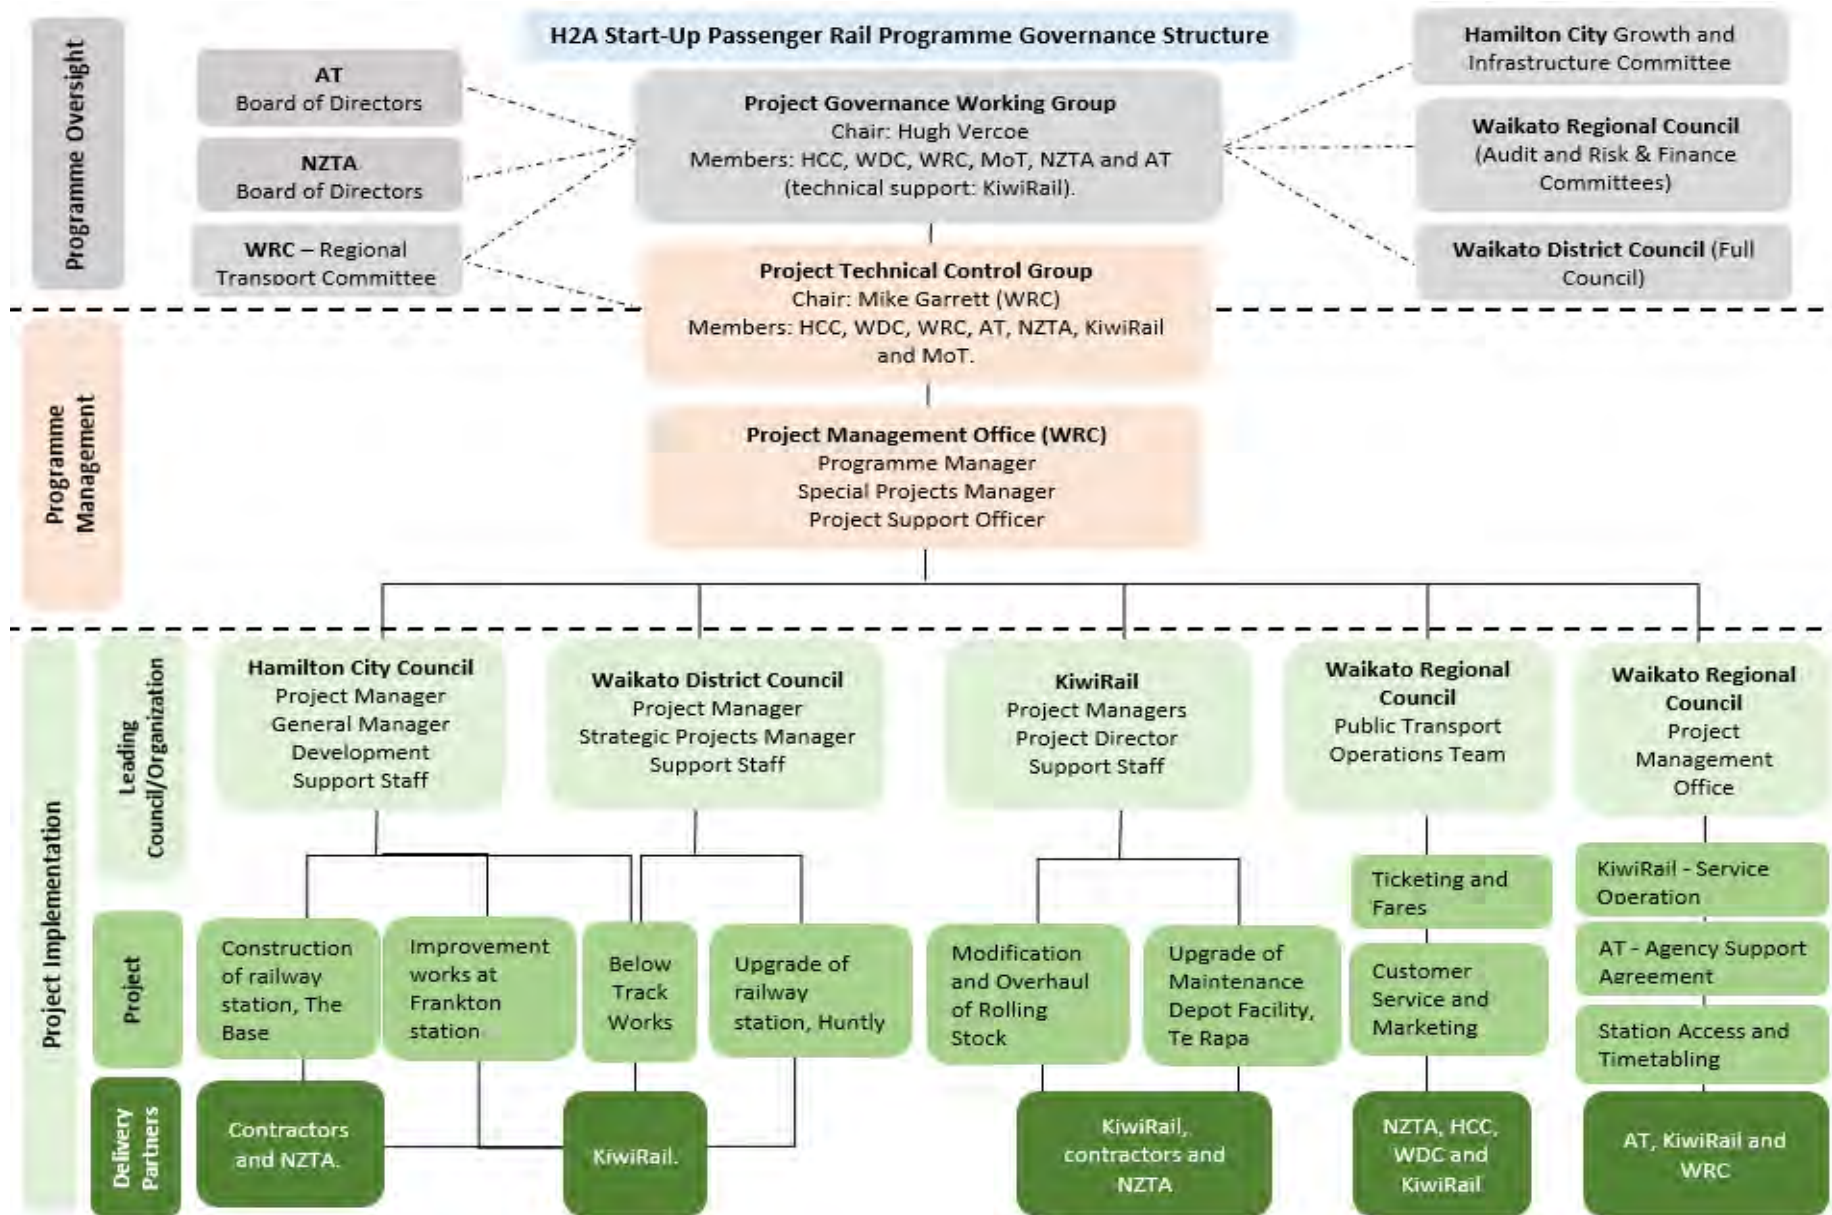 H2A Start-Up Passenger Rail Programme Governance Structure
Programme Oversight
AT
Board of Directors
NZTA
Board of Directors
WRC – Regional
Transport Committee
Project Governance Working Group
Chair: Hugh Vercoe
Members: HCC, WDC, WRC, MoT, NZTA and AT
(technical support: KiwiRail).
Hamilton City Growth and
Infrastructure Committee
Waikato Regional Council
(Audit and Risk & Finance
Committees)
Waikato District Council (Full
Council)
Project Technical Control Group
Chair: Mike Garrett (WRC)
Members: HCC, WDC, WRC, AT, NZTA, KiwiRail
and MoT.
Programme
Management
Project Management Office (WRC)
Programme Manager
Special Projects Manager
Project Support Officer
Project Implementation
Leading
Council/Organization
Hamilton City Council
Project Manager
General Manager
Development
Support Staff
Waikato District Council
Project Manager
Strategic Projects Manager
Support Staff
KiwiRail
Project Managers
Project Director
Support Staff
Waikato Regional
Council
Public Transport
Operations Team
Waikato Regional
Council
Project
Management
Office
Project
Construction
of railway
station, The
Base
Improvement
works at
Frankton
station
Below
Track
Works
Upgrade of
railway
station, Huntly
Modification
and Overhaul
of Rolling
Stock
Upgrade of
Maintenance
Depot Facility,
Te Rapa
Ticketing and
Fares
Customer
Service and
Marketing
KiwiRail - Service
Operation
AT - Agency Support
Agreement
Station Access and
Timetabling
Delivery
Partners
Contractors
and NZTA.
KiwiRail.
KiwiRail,
contractors and
NZTA
NZTA, HCC,
WDC and
KiwiRail
AT, KiwiRail and
WRC